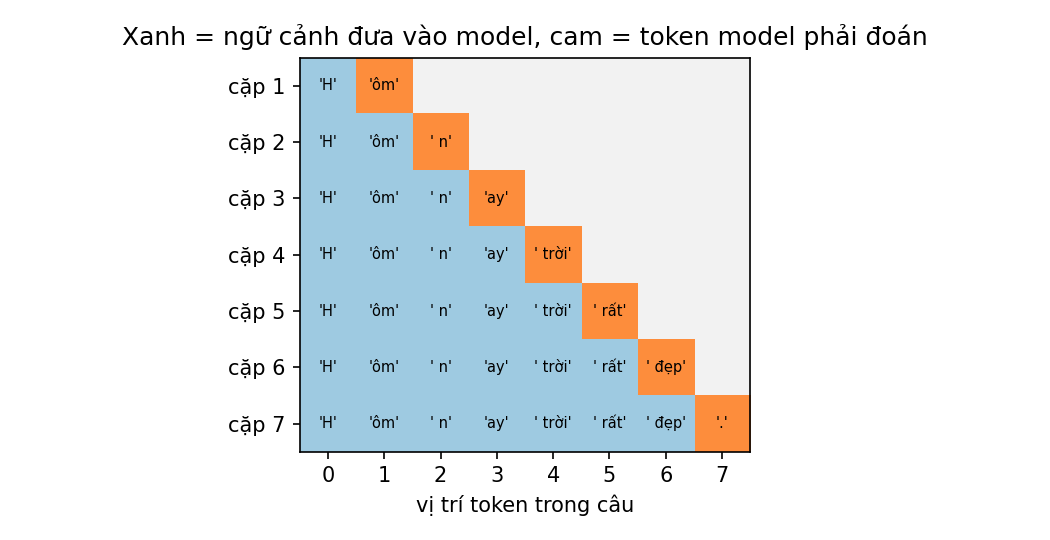 Xanh = ngữ cảnh đưa vào model, cam = token model phải đoán
cặp 1 'H' 'ôm'
cặp 2 'H' 'ôm' ' n'
cặp 3 'H' 'ôm' ' n' 'ay'
cặp 4 'H' 'ôm' ' n' 'ay' ' trời'
cặp 5 'H' 'ôm' ' n' 'ay' ' trời' ' rất'
cặp 6 'H' 'ôm' ' n' 'ay' ' trời' ' rất' ' đẹp'
cặp 7 'H' 'ôm' ' n' 'ay' ' trời' ' rất' ' đẹp' '.'
0 1 2 3 4 5 6 7
vị trí token trong câu